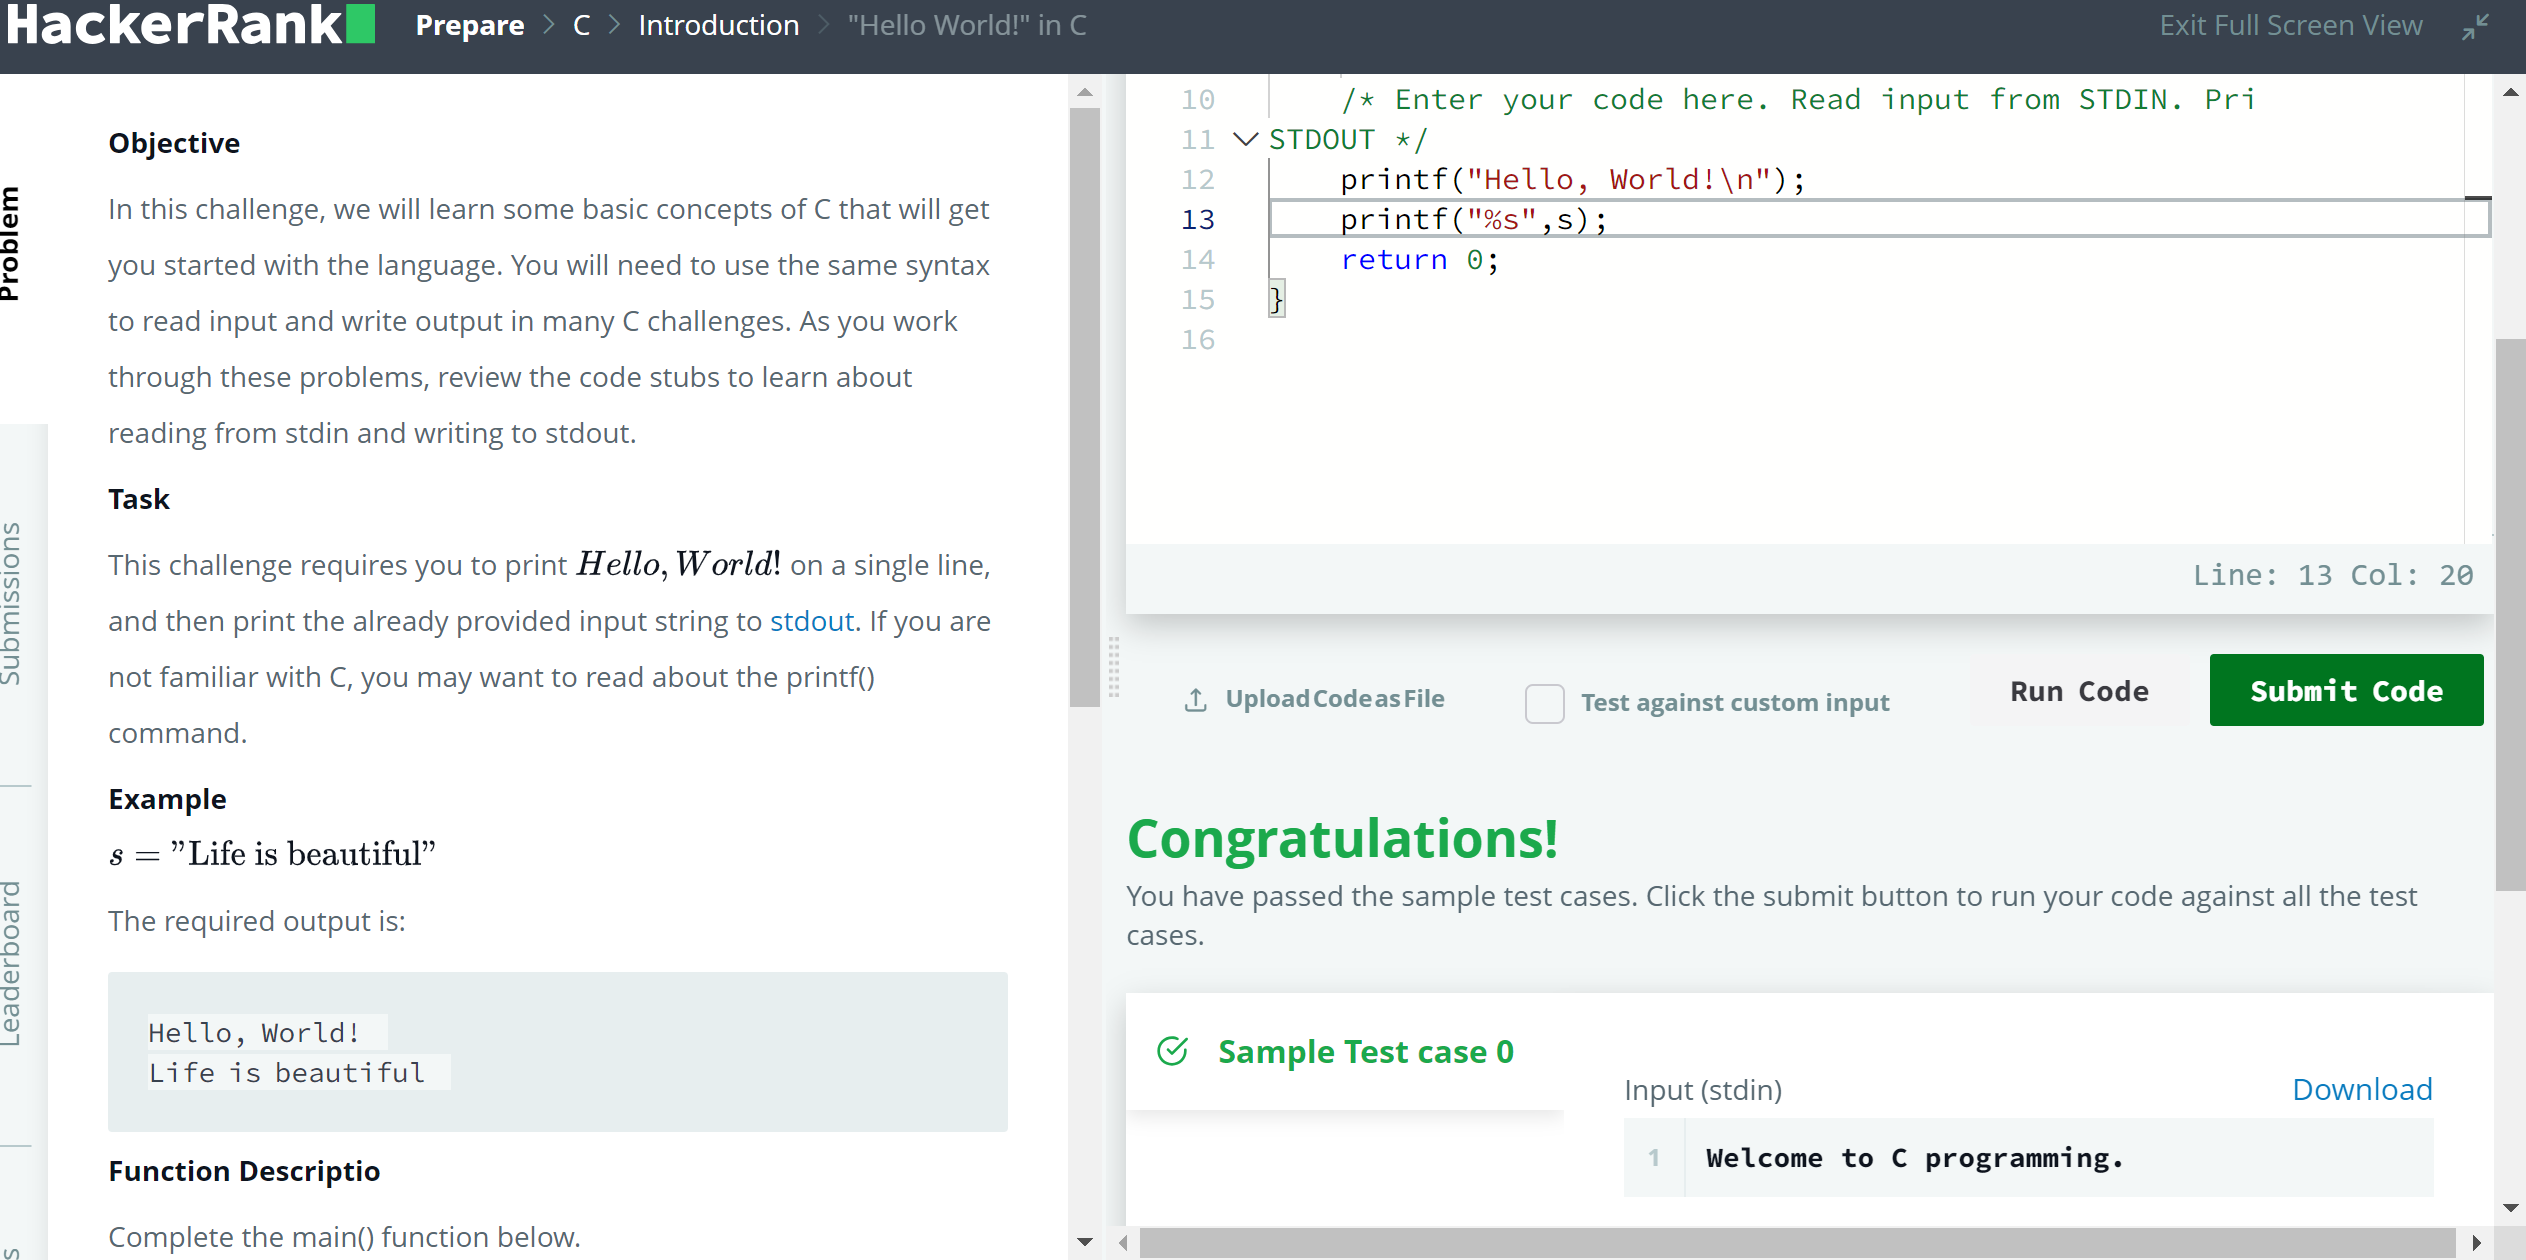 HackerRank
Prepare > C > Introduction > "Hello World!" in C
Exit Full Screen View
Problem
Submissions
Leaderboard
Objective
In this challenge, we will learn some basic concepts of C that will get
you started with the language. You will need to use the same syntax
to read input and write output in many C challenges. As you work
through these problems, review the code stubs to learn about
reading from stdin and writing to stdout.
Task
This challenge requires you to print Hello, World! on a single line,
and then print the already provided input string to stdout. If you are
not familiar with C, you may want to read about the printf()
command.
Example
s = ”Life is beautiful”
The required output is:
Hello, World!
Life is beautiful
Function Descriptio
Complete the main() function below.
10 /* Enter your code here. Read input from STDIN. Pri
11 STDOUT */
12 printf("Hello, World!\n");
13 printf("%s",s);
14 return 0;
15 }
16
Line: 13 Col: 20
Upload Code as File
Test against custom input
Run Code
Submit Code
Congratulations!
You have passed the sample test cases. Click the submit button to run your code against all the test
cases.
Sample Test case 0
Input (stdin)
Download
1 Welcome to C programming.